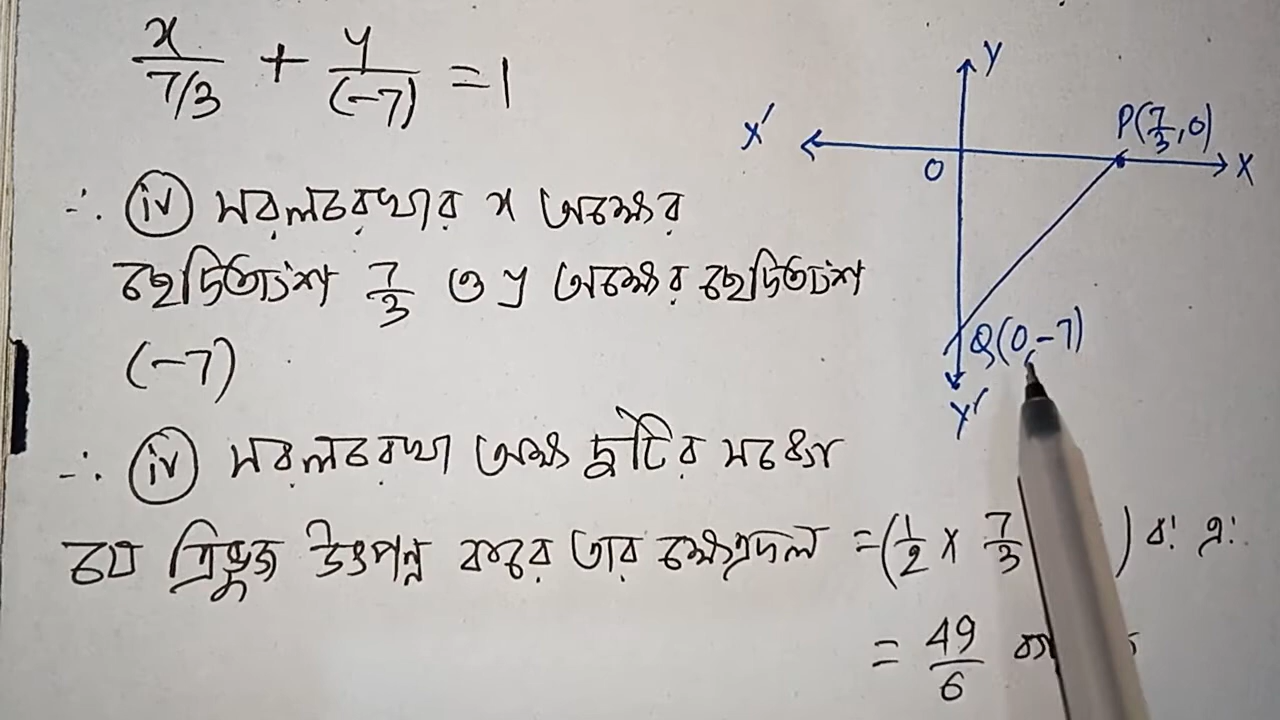 x/(7/3) + y/(-7) = 1
∴ (iv) সরলরেখার x অক্ষের
ছেদিতাংশ 7/3 ও y অক্ষের ছেদিতাংশ
(-7)
∴ (iv) সরলরেখা অক্ষ দুটির সঙ্গে
যে ত্রিভুজ উৎপন্ন করে তার ক্ষেত্রফল = (1/2 × 7/3 ) ব: এ:
= 49/6
Y
X'
P(7/3, 0)
O
X
Q(0, -7)
Y'